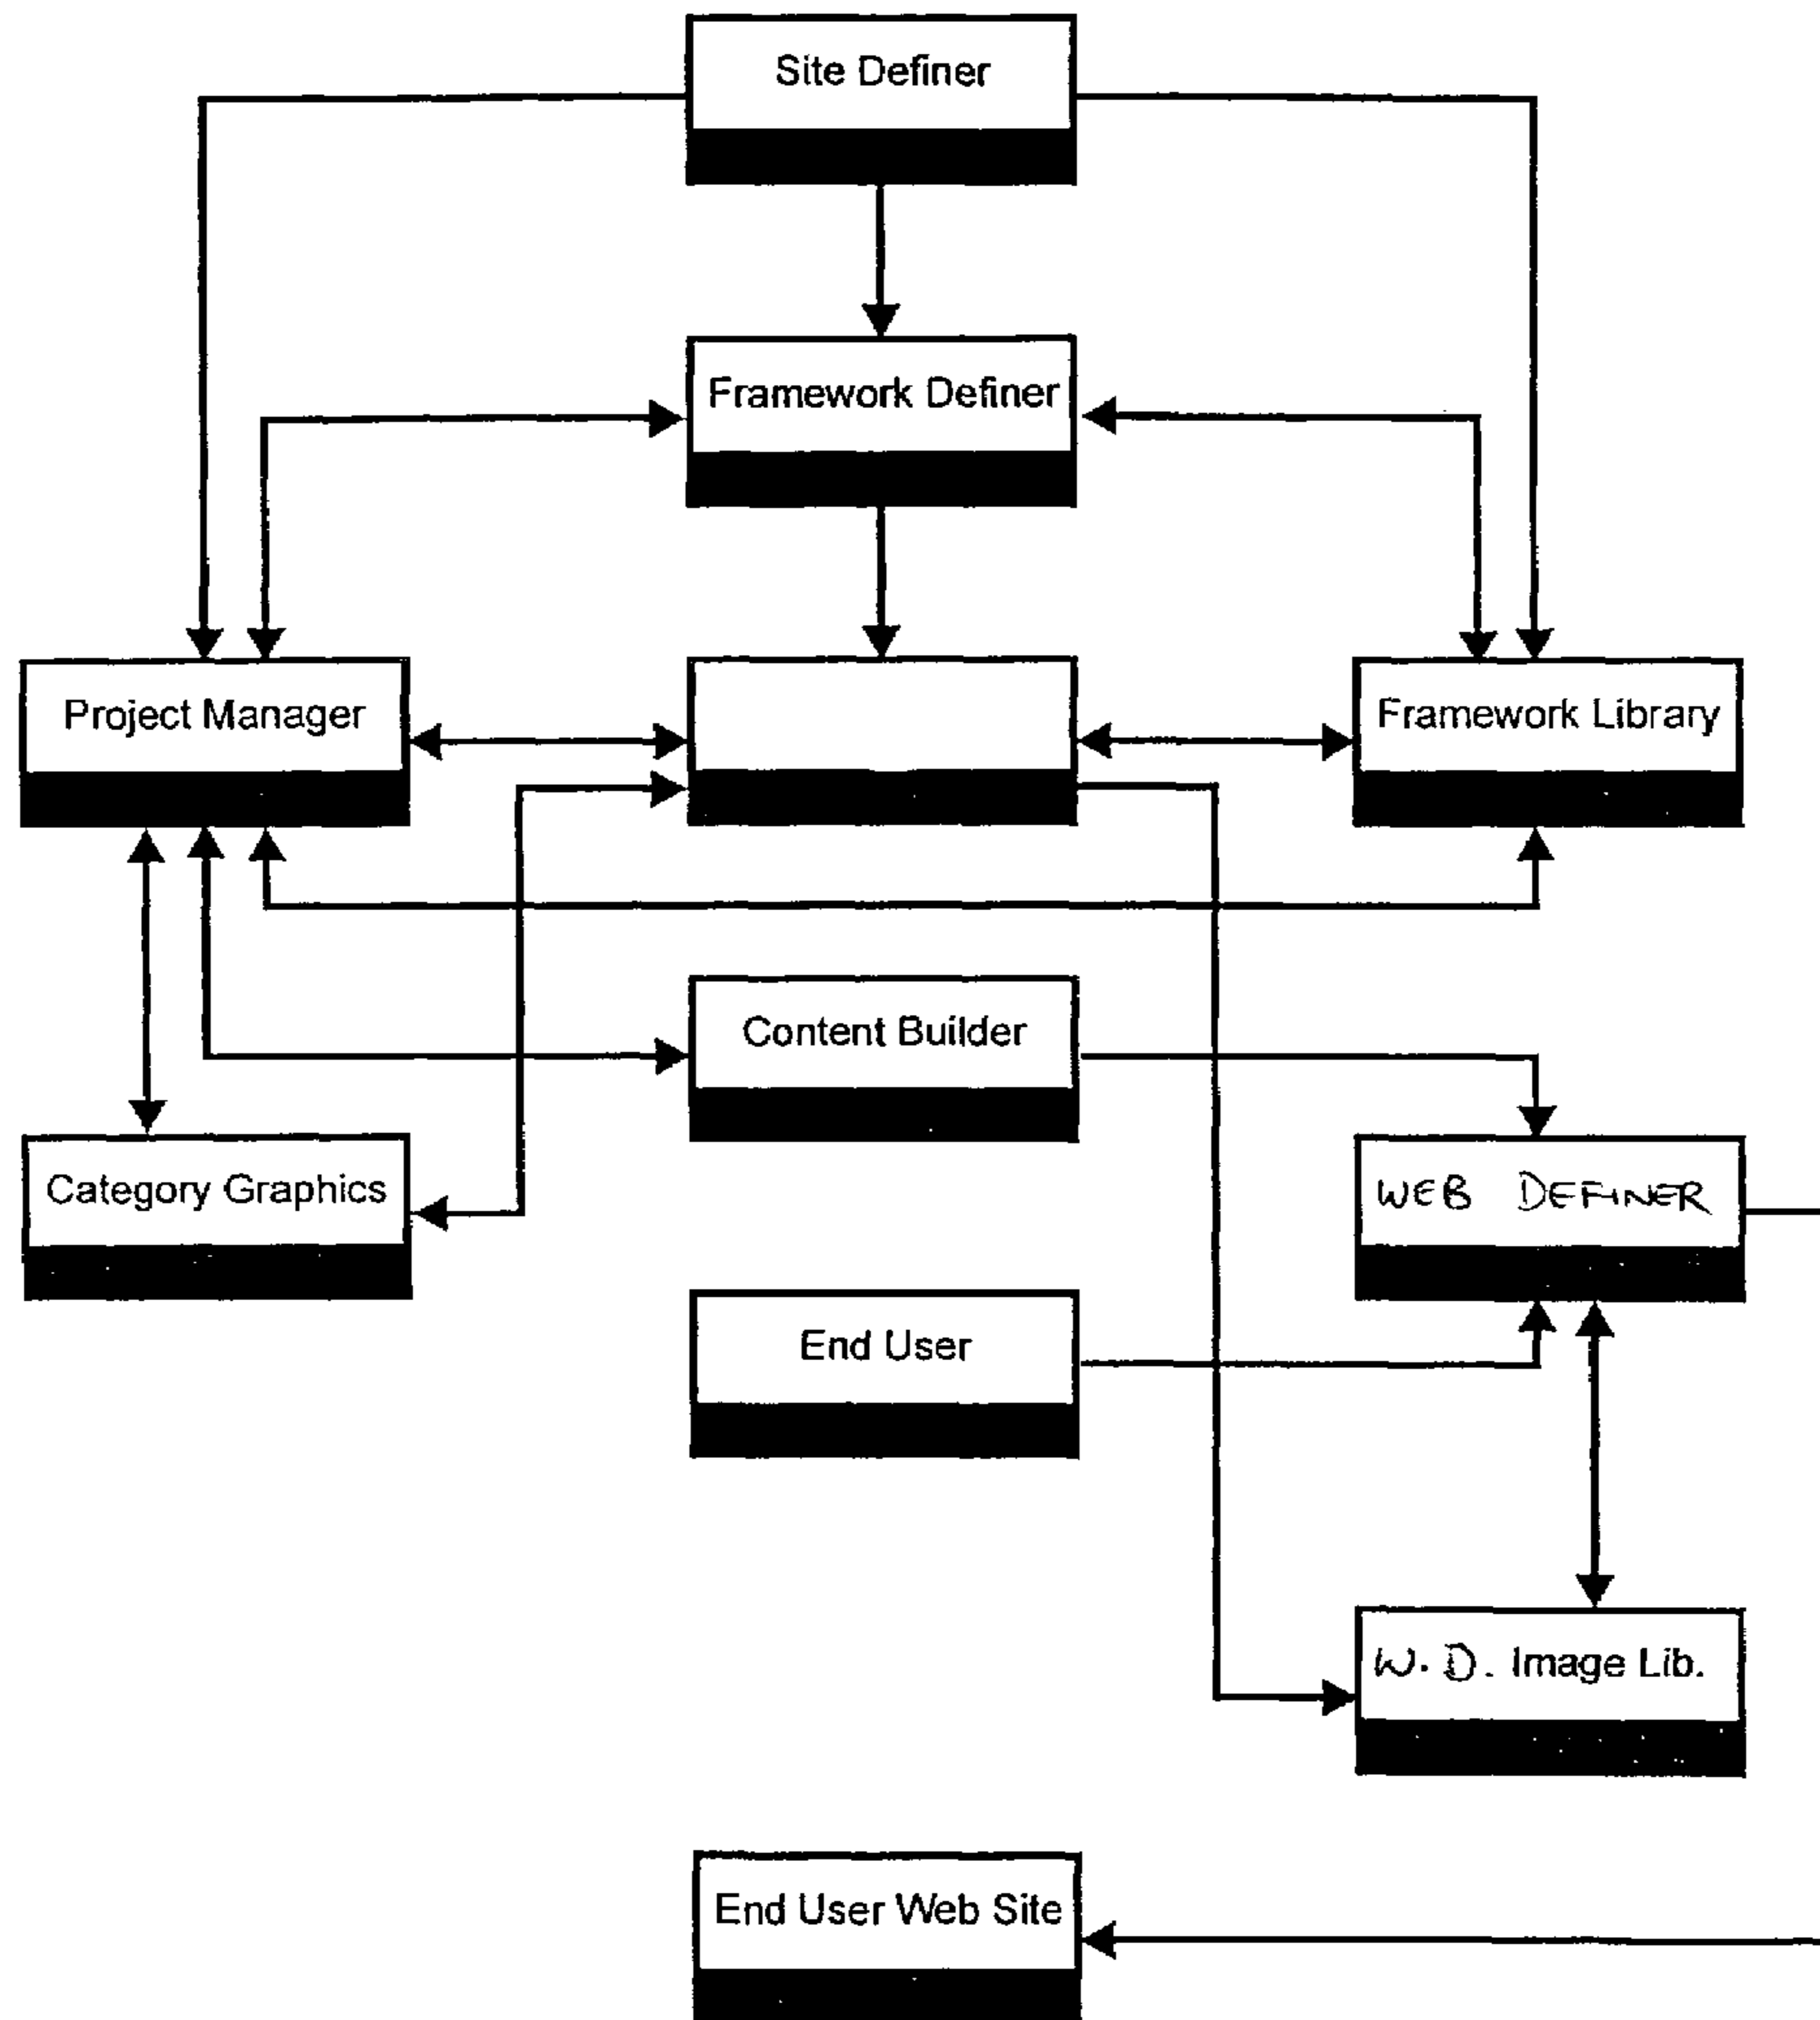 Site Definer
Framework Definer
Project Manager
Framework Library
Content Builder
Category Graphics
WEB DEFINER
End User
W.D. Image Lib.
End User Web Site